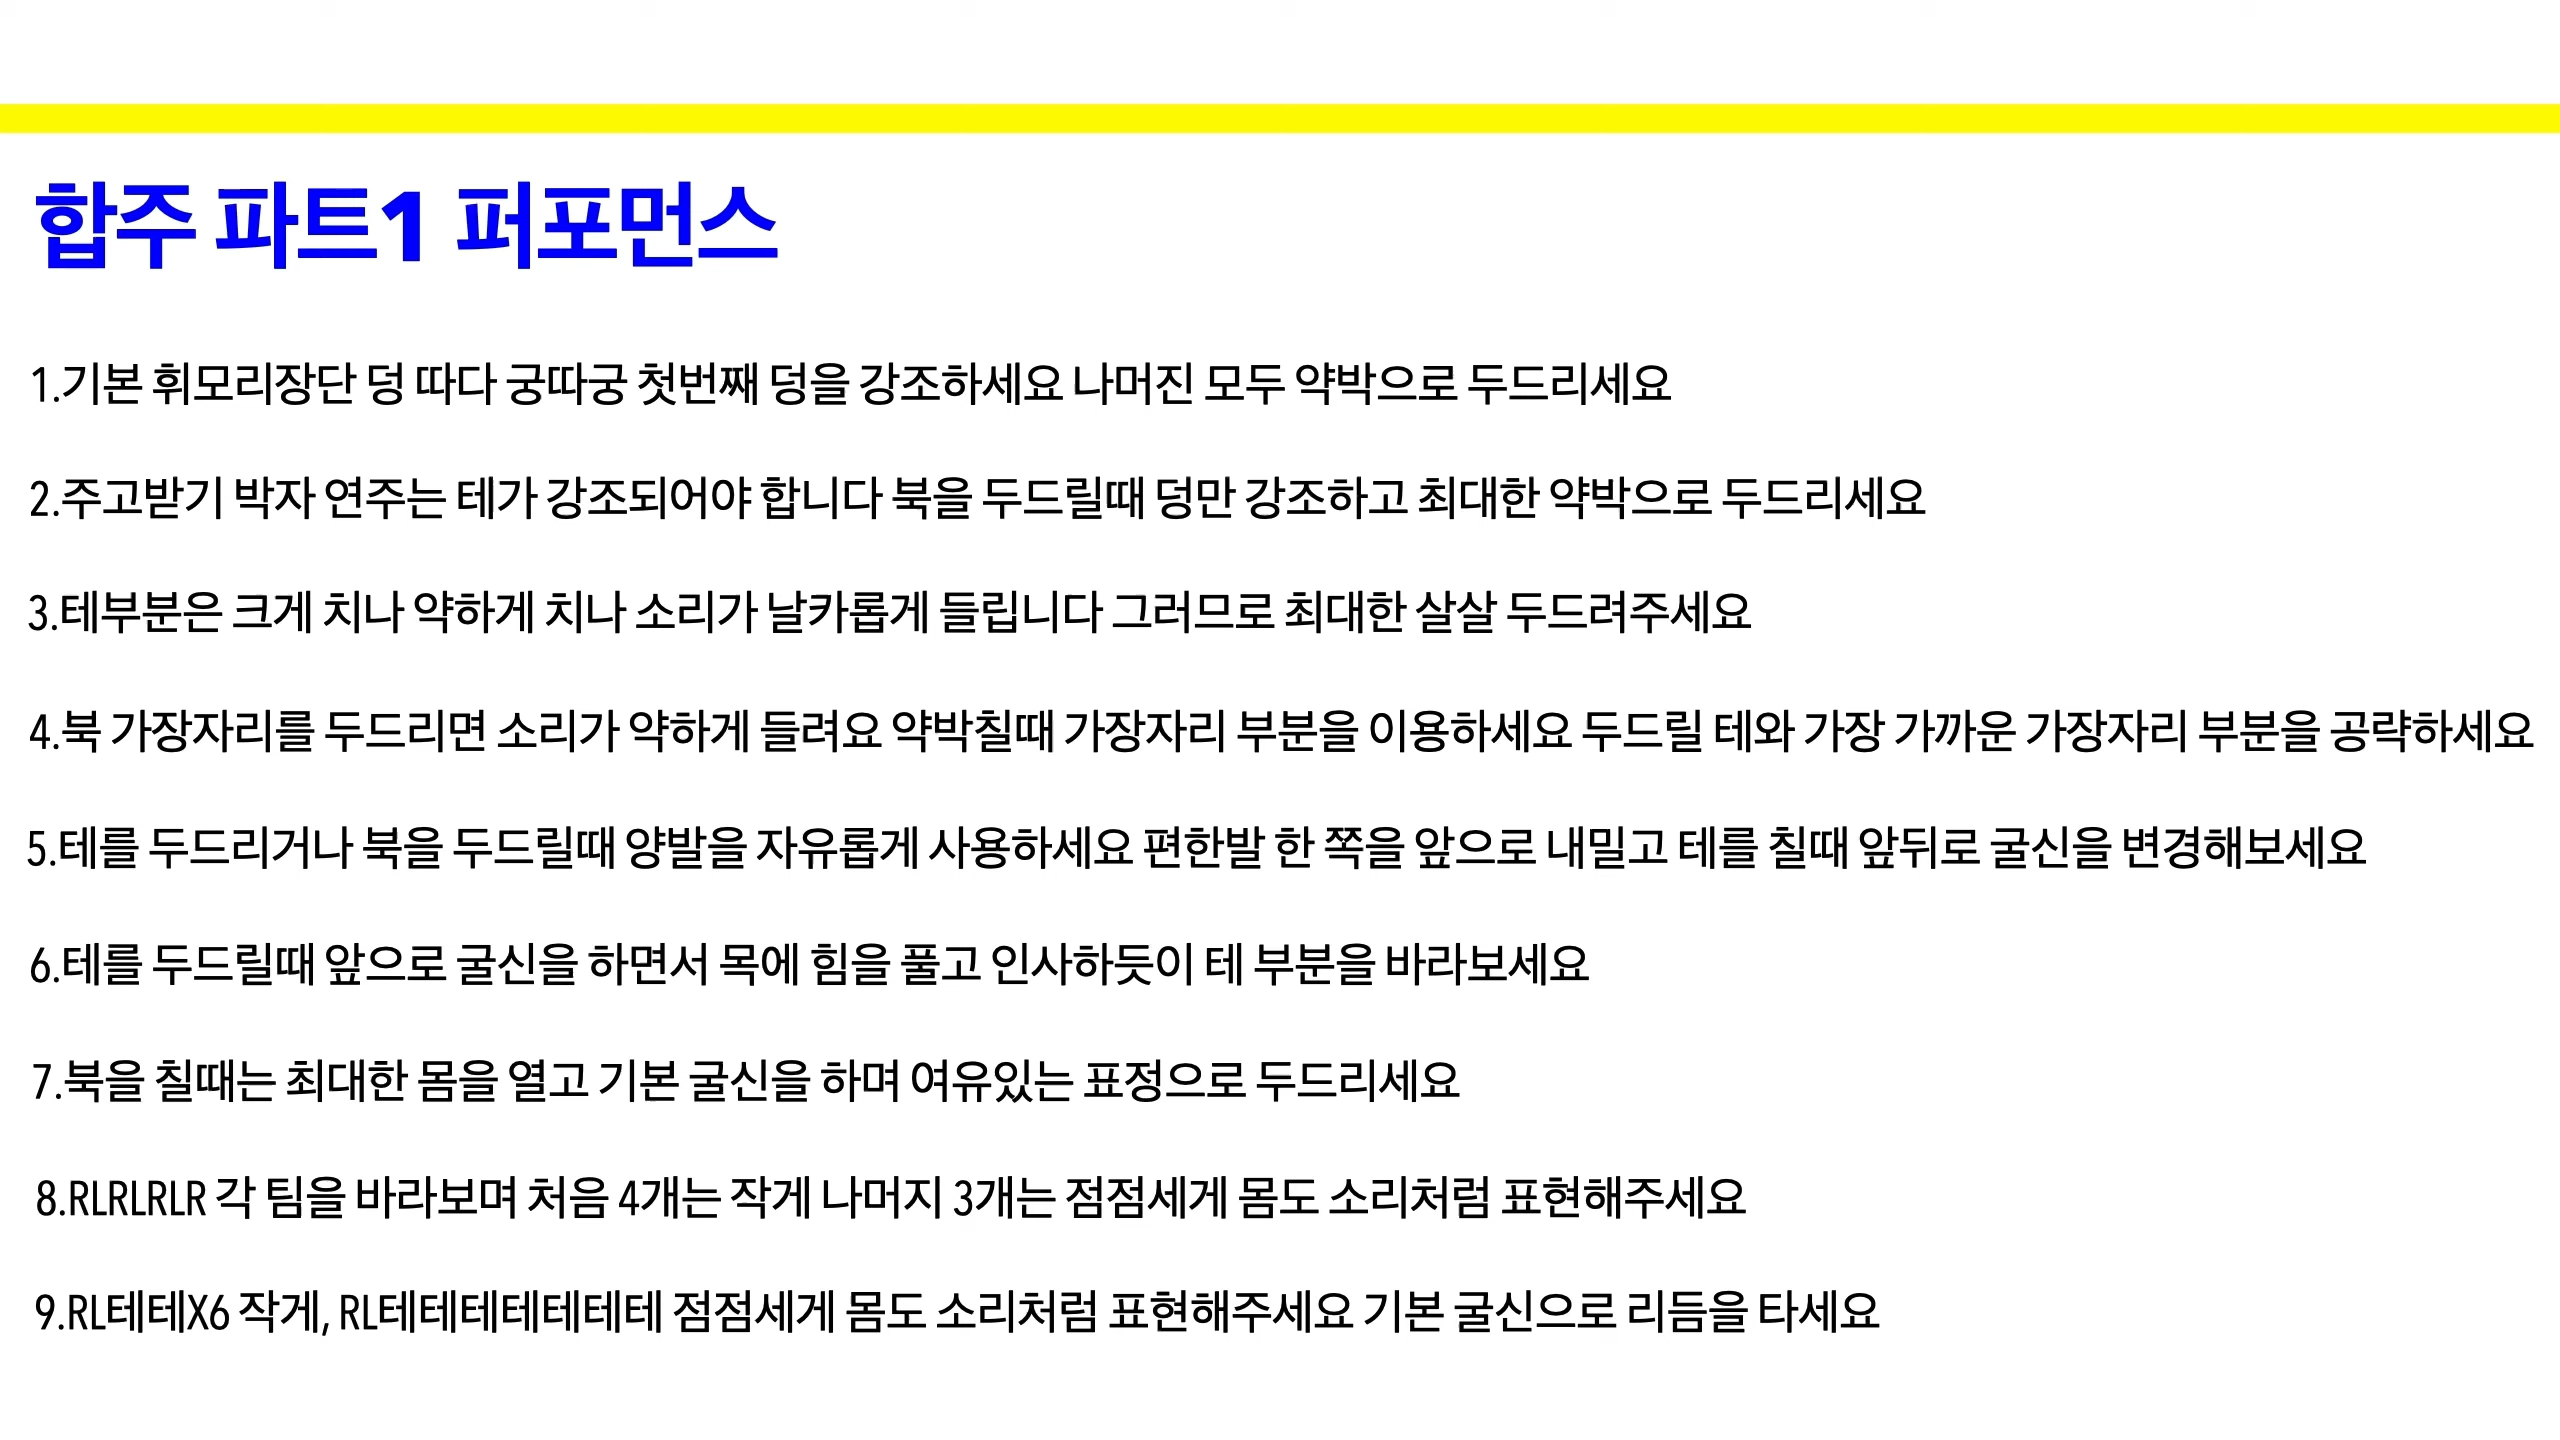 합주 파트1 퍼포먼스
1.기본 휘모리장단 덩 따다 궁따궁 첫번째 덩을 강조하세요 나머진 모두 약박으로 두드리세요
2.주고받기 박자 연주는 테가 강조되어야 합니다 북을 두드릴때 덩만 강조하고 최대한 약박으로 두드리세요
3.테부분은 크게 치나 약하게 치나 소리가 날카롭게 들립니다 그러므로 최대한 살살 두드려주세요
4.북 가장자리를 두드리면 소리가 약하게 들려요 약박칠때 가장자리 부분을 이용하세요 두드릴 테와 가장 가까운 가장자리 부분을 공략하세요
5.테를 두드리거나 북을 두드릴때 양발을 자유롭게 사용하세요 편한발 한 쪽을 앞으로 내밀고 테를 칠때 앞뒤로 굴신을 변경해보세요
6.테를 두드릴때 앞으로 굴신을 하면서 목에 힘을 풀고 인사하듯이 테 부분을 바라보세요
7.북을 칠때는 최대한 몸을 열고 기본 굴신을 하며 여유있는 표정으로 두드리세요
8.RLRLRLR 각 팀을 바라보며 처음 4개는 작게 나머지 3개는 점점세게 몸도 소리처럼 표현해주세요
9.RL테테X6 작게, RL테테테테테테테 점점세게 몸도 소리처럼 표현해주세요 기본 굴신으로 리듬을 타세요